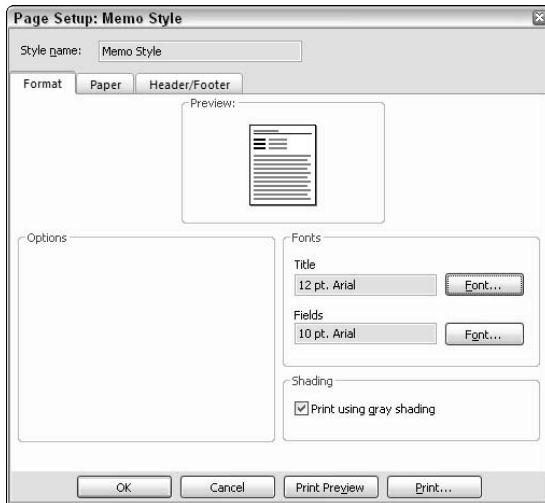 Page Setup: Memo Style
Style name: Memo Style
Format Paper Header/Footer
Preview:
Options
Fonts
Title
12 pt. Arial Font...
Fields
10 pt. Arial Font...
Shading
Print using gray shading
OK Cancel Print Preview Print...